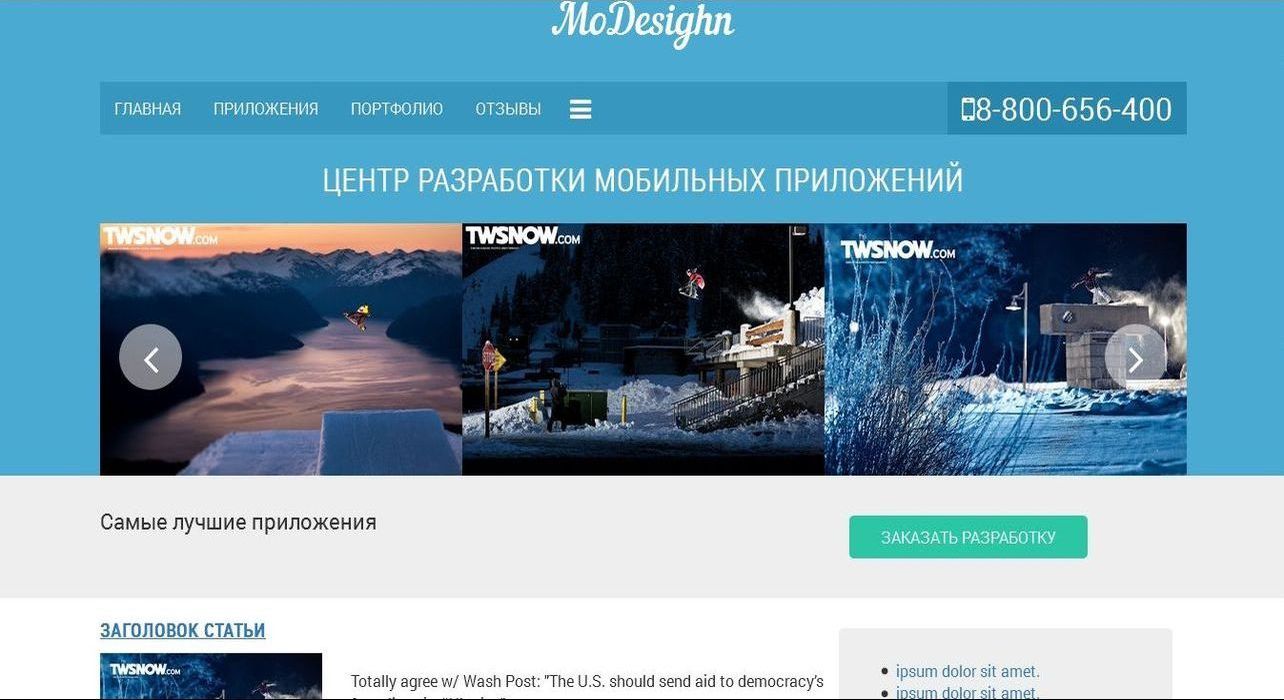 MoDesighn
ГЛАВНАЯ ПРИЛОЖЕНИЯ ПОРТФОЛИО ОТЗЫВЫ 8-800-656-400
ЦЕНТР РАЗРАБОТКИ МОБИЛЬНЫХ ПРИЛОЖЕНИЙ
TWSNOW.COM TWSNOW.COM TWSNOW.COM
Самые лучшие приложения
ЗАКАЗАТЬ РАЗРАБОТКУ
ЗАГОЛОВОК СТАТЬИ
TWSNOW.COM
Totally agree w/ Wash Post: "The U.S. should send aid to democracy's
ipsum dolor sit amet.
ipsum dolor sit amet.